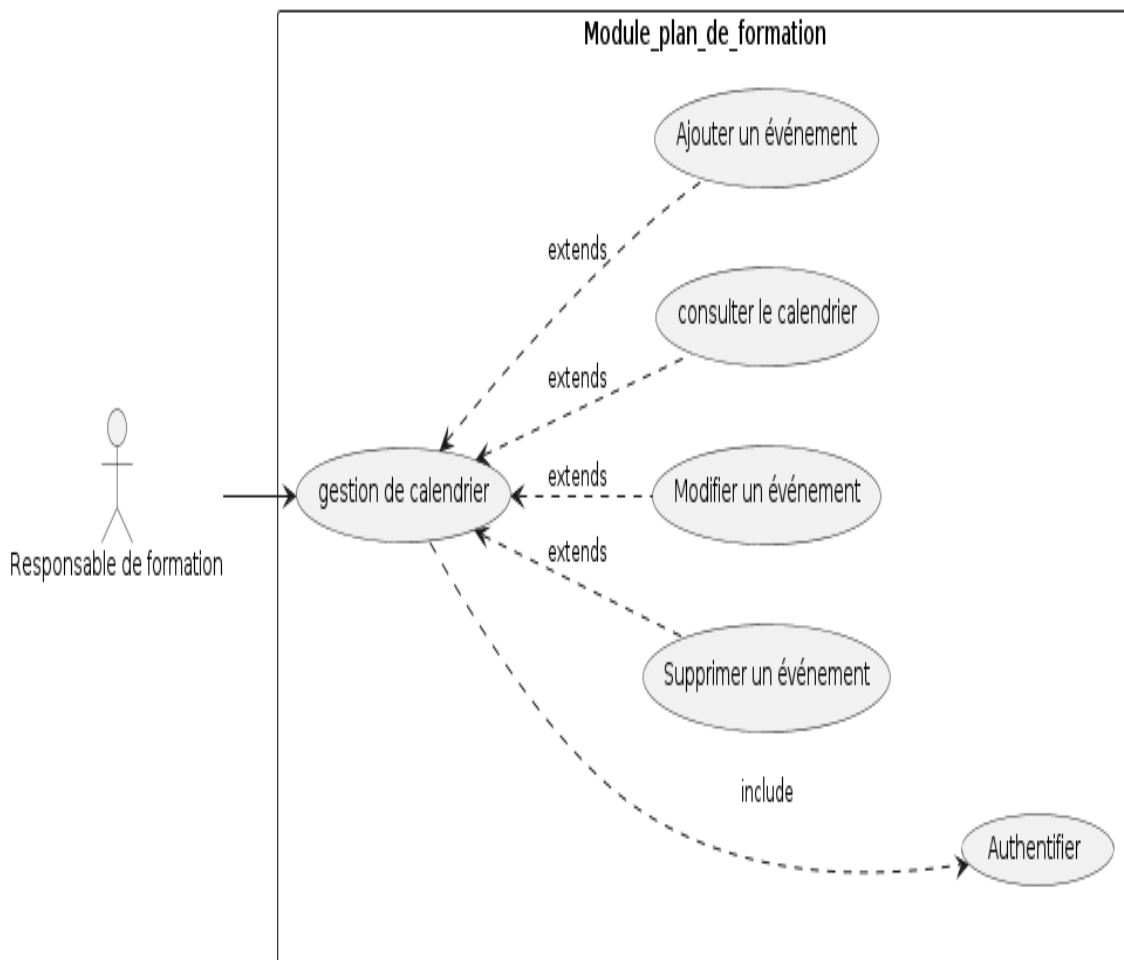 Module_plan_de_formation
Ajouter un événement
extends
consulter le calendrier
extends
gestion de calendrier
extends
Modifier un événement
extends
Responsable de formation
Supprimer un événement
include
Authentifier